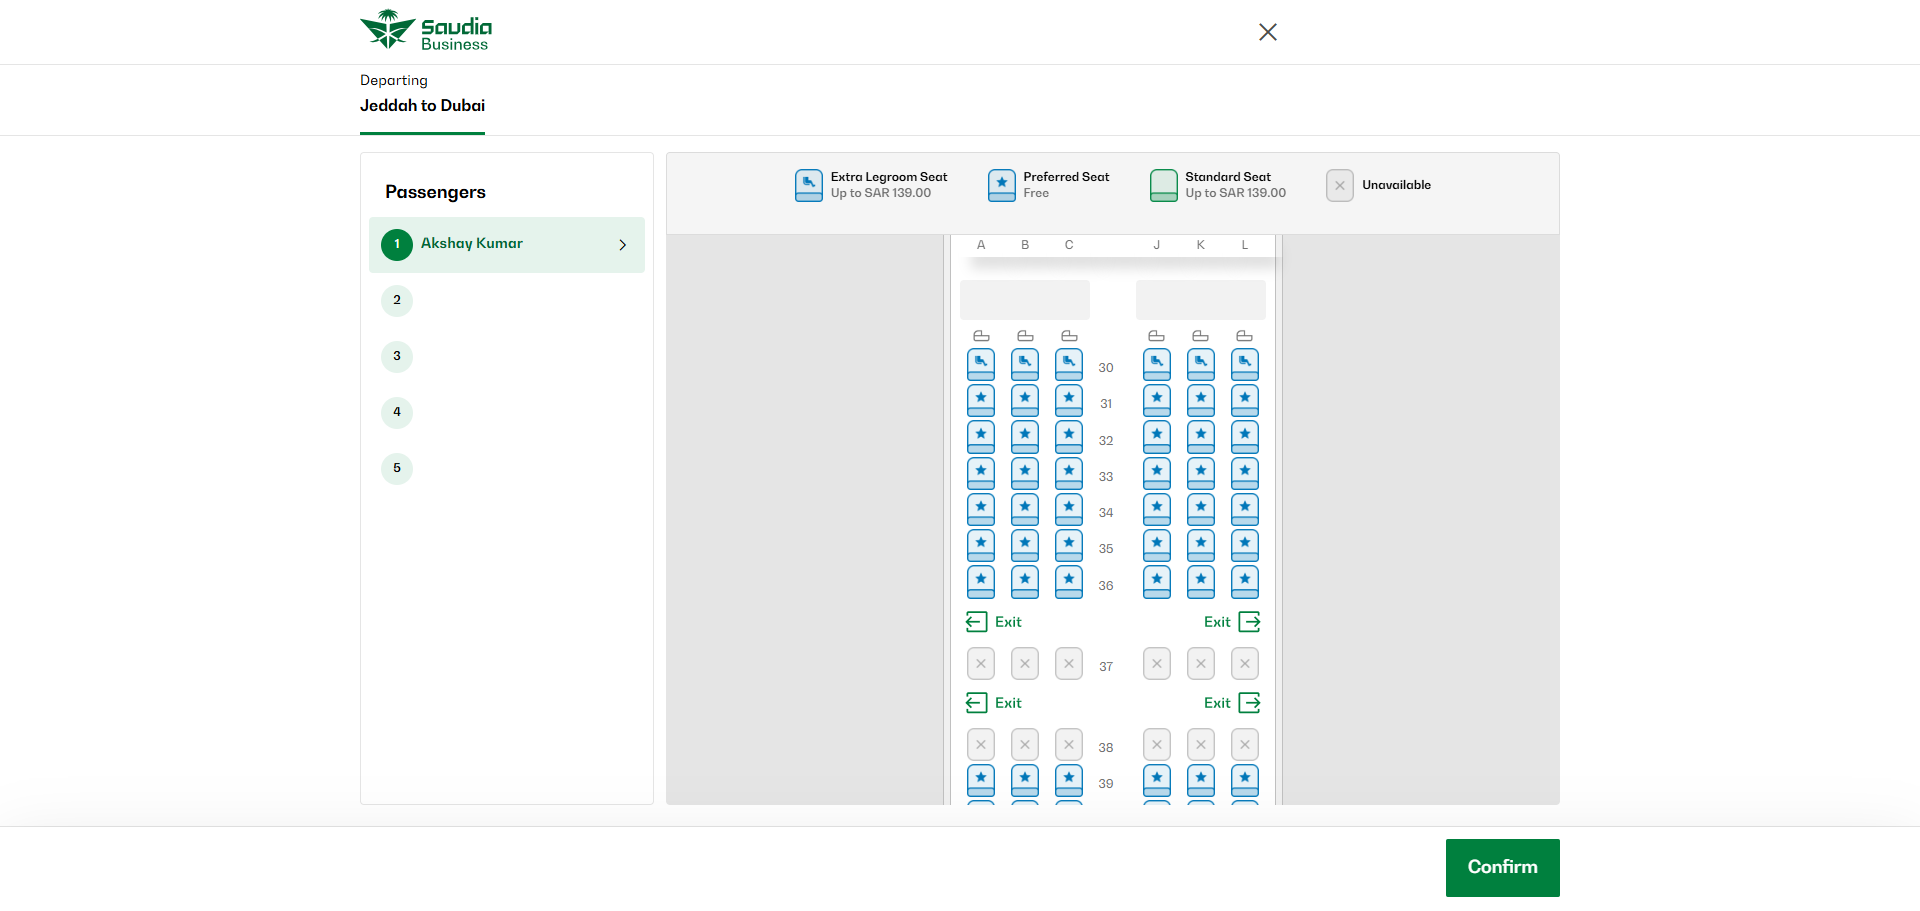 Saudia
Business
Departing
Jeddah to Dubai
Passengers
1 Akshay Kumar
2
3
4
5
Extra Legroom Seat
Up to SAR 139.00
Preferred Seat
Free
Standard Seat
Up to SAR 139.00
Unavailable
A B C J K L
30
31
32
33
34
35
36
Exit Exit
37
Exit Exit
38
39
Confirm